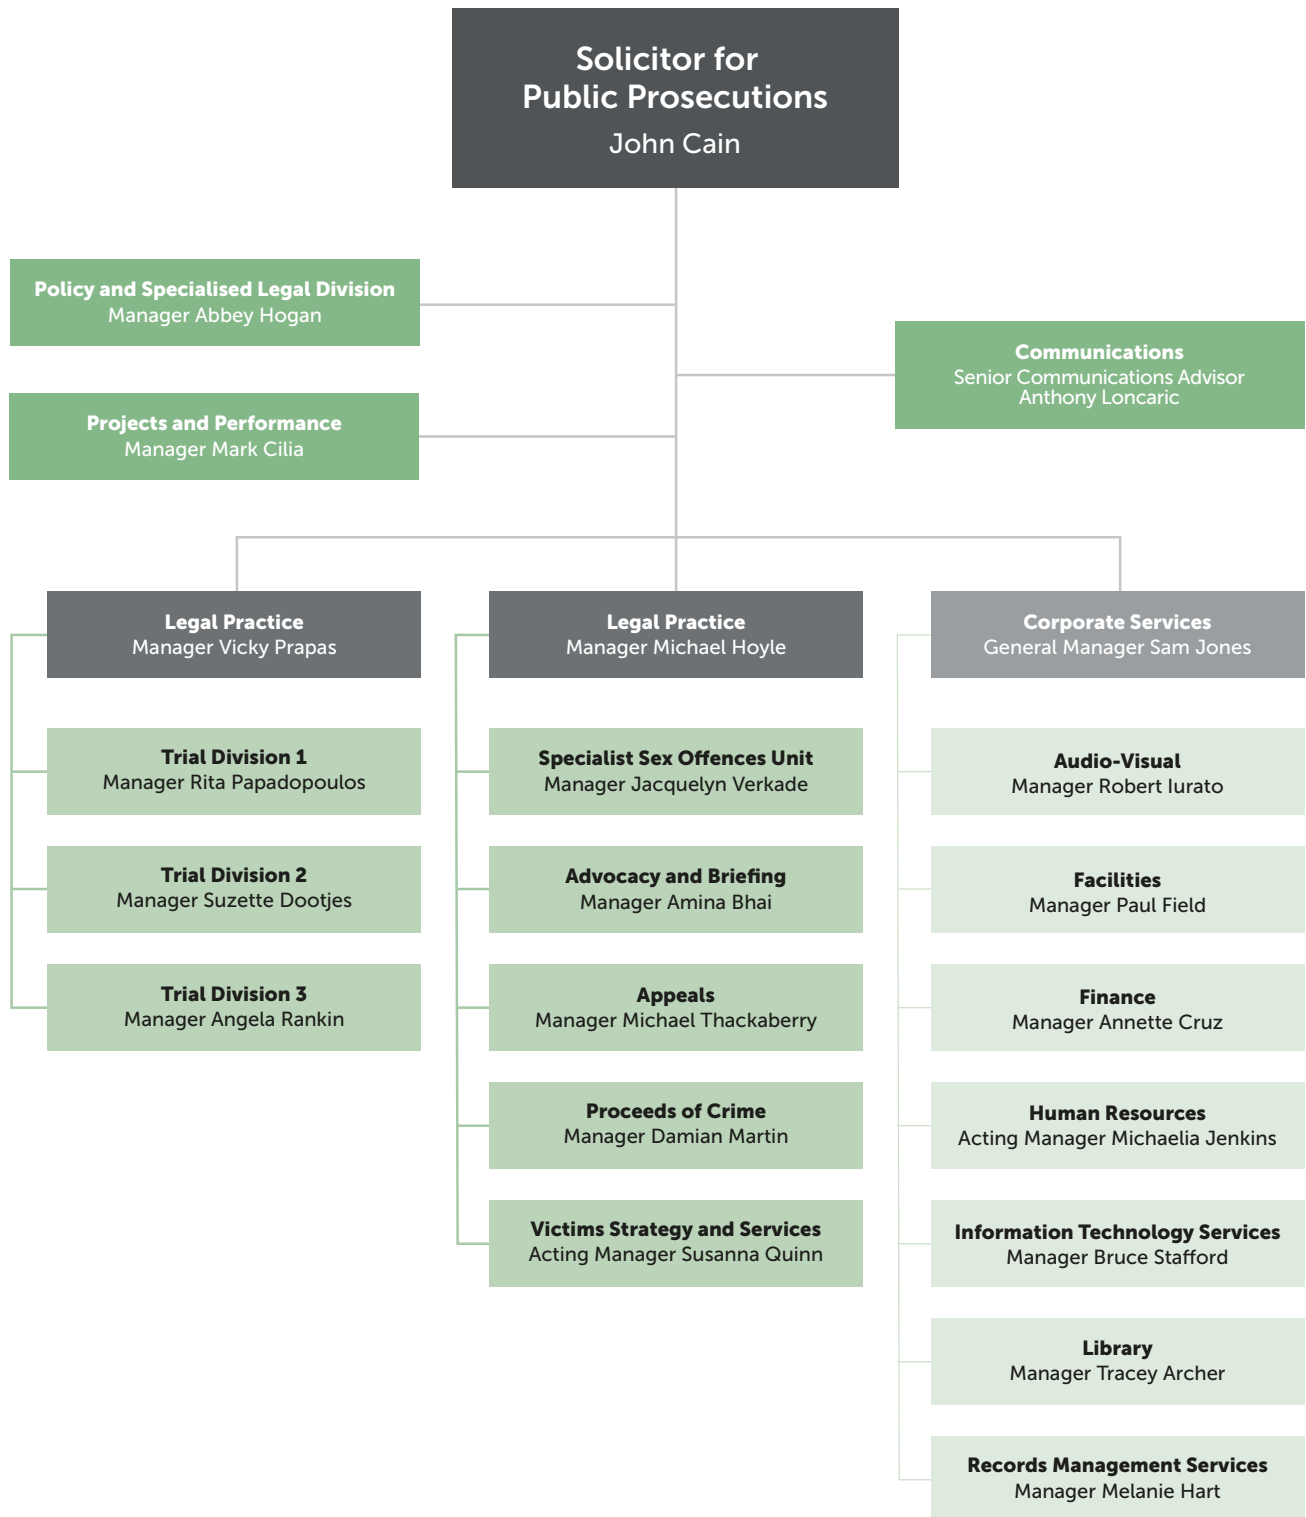 Solicitor for
Public Prosecutions
John Cain
Policy and Specialised Legal Division
Manager Abbey Hogan
Communications
Senior Communications Advisor
Anthony Loncaric
Projects and Performance
Manager Mark Cilia
Legal Practice
Manager Vicky Prapas
Trial Division 1
Manager Rita Papadopoulos
Trial Division 2
Manager Suzette Dootjes
Trial Division 3
Manager Angela Rankin
Legal Practice
Manager Michael Hoyle
Specialist Sex Offences Unit
Manager Jacquelyn Verkade
Advocacy and Briefing
Manager Amina Bhai
Appeals
Manager Michael Thackaberry
Proceeds of Crime
Manager Damian Martin
Victims Strategy and Services
Acting Manager Susanna Quinn
Corporate Services
General Manager Sam Jones
Audio-Visual
Manager Robert Iurato
Facilities
Manager Paul Field
Finance
Manager Annette Cruz
Human Resources
Acting Manager Michaelia Jenkins
Information Technology Services
Manager Bruce Stafford
Library
Manager Tracey Archer
Records Management Services
Manager Melanie Hart